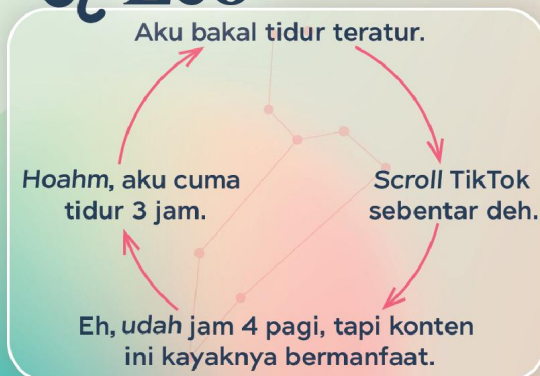 Aku bakal tidur teratur.
Scroll TikTok
sebentar deh.
Eh, udah jam 4 pagi, tapi konten
ini kayaknya bermanfaat.
Hoahm, aku cuma
tidur 3 jam.